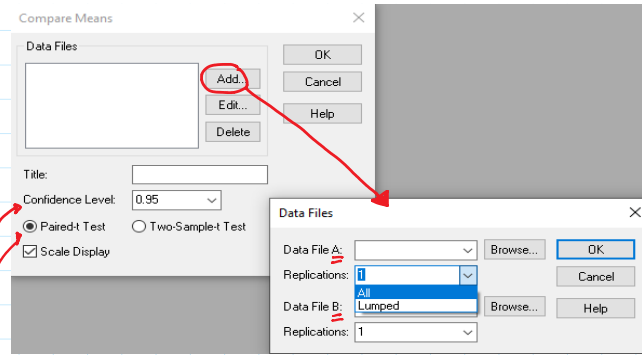 Compare Means
Data Files
OK
Add...
Cancel
Edit...
Help
Delete
Title:
Confidence Level: 0.95
Paired-t Test Two-Sample-t Test
Scale Display
Data Files
Data File A: Browse... OK
Replications: 1 Cancel
All
Lumped
Data File B: Browse... Help
Replications: 1